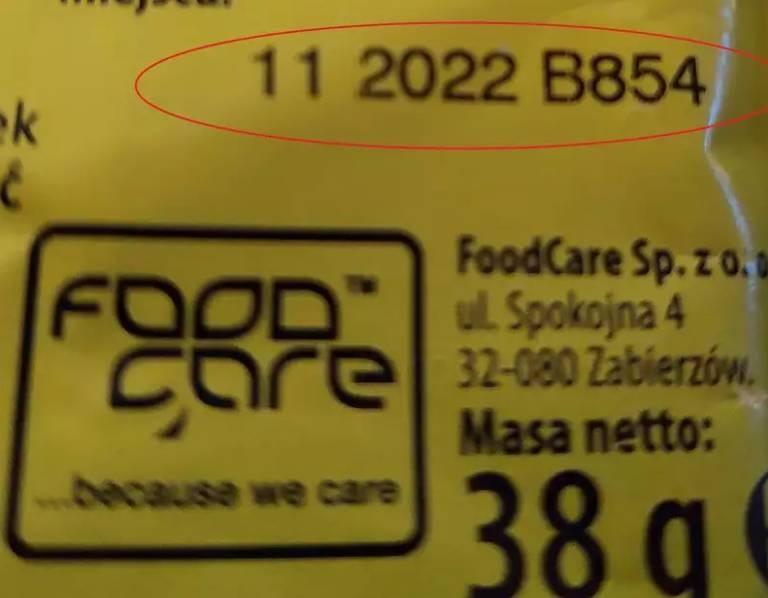 11 2022 B854
FOOD™
care
...because we care
FoodCare Sp. z o.o.
ul. Spokojna 4
32-080 Zabierzów.
Masa netto:
38 g